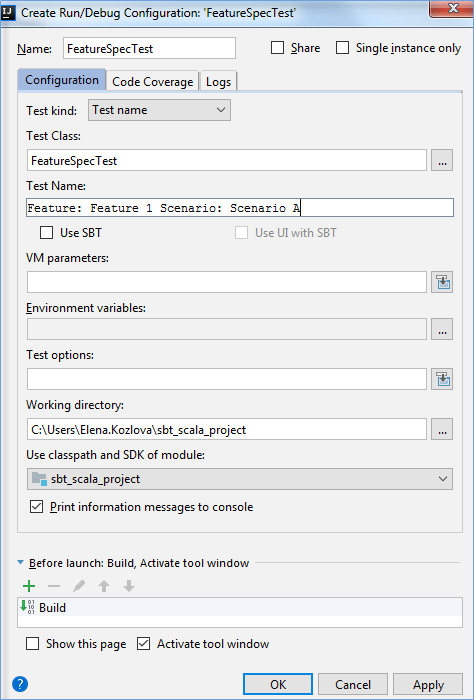 IJ Create Run/Debug Configuration: 'FeatureSpecTest'
Name: FeatureSpecTest Share Single instance only
Configuration Code Coverage Logs
Test kind: Test name
Test Class:
FeatureSpecTest ...
Test Name:
Feature: Feature 1 Scenario: Scenario A
Use SBT Use UI with SBT
VM parameters:
Environment variables:
...
Test options:
Working directory:
C:\Users\Elena.Kozlova\sbt_scala_project ...
Use classpath and SDK of module:
sbt_scala_project
Print information messages to console
Before launch: Build, Activate tool window
Build
Show this page Activate tool window
? OK Cancel Apply